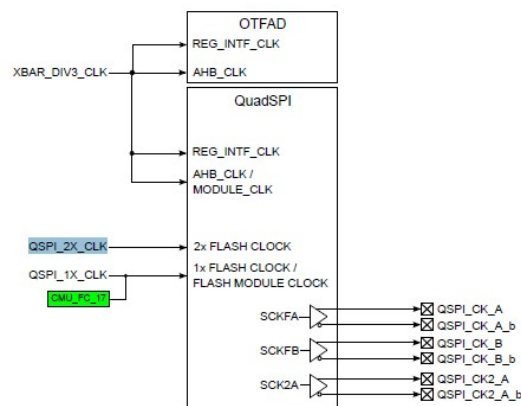 OTFAD
REG_INTF_CLK
XBAR_DIV3_CLK
AHB_CLK
QuadSPI
REG_INTF_CLK
AHB_CLK /
MODULE_CLK
QSPI_2X_CLK
2x FLASH CLOCK
QSPI_1X_CLK
1x FLASH CLOCK /
FLASH MODULE CLOCK
CMU_FC_17
SCKFA
QSPI_CK_A
QSPI_CK_A_b
SCKFB
QSPI_CK_B
QSPI_CK_B_b
SCK2A
QSPI_CK2_A
QSPI_CK2_A_b